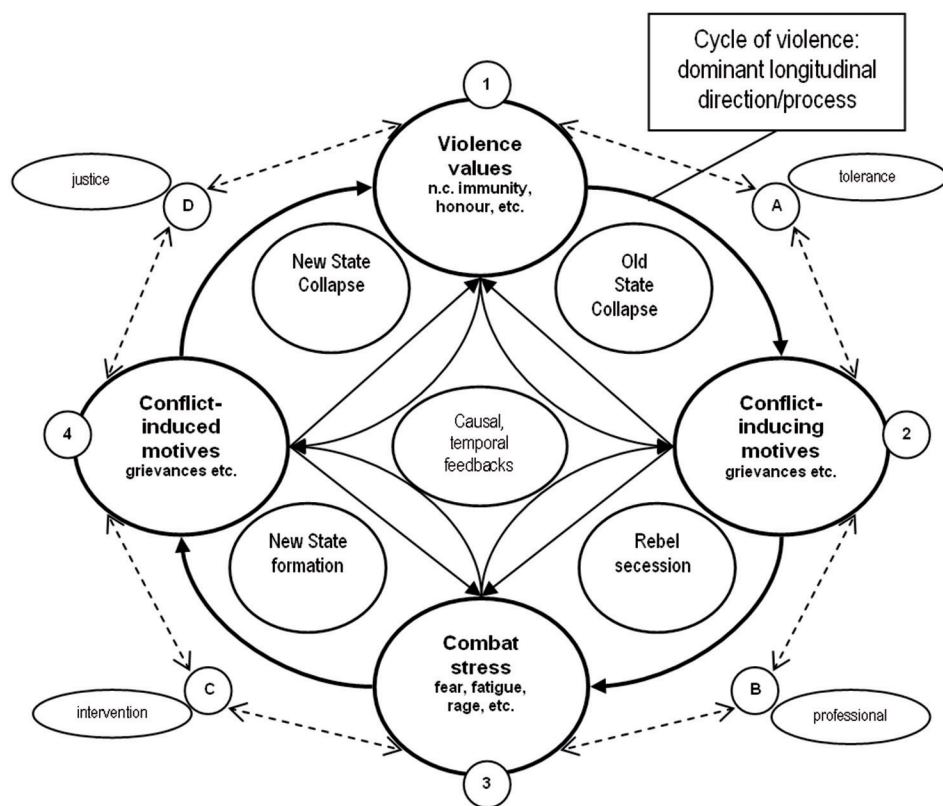 Cycle of violence:
dominant longitudinal
direction/process
1
Violence
values
n.c. immunity,
honour, etc.
justice
D
A
tolerance
New State
Collapse
Old
State
Collapse
4
Conflict-
induced
motives
grievances etc.
Causal,
temporal
feedbacks
Conflict-
inducing
motives
grievances etc.
2
New State
formation
Rebel
secession
Combat
stress
fear, fatigue,
rage, etc.
intervention
C
B
professional
3